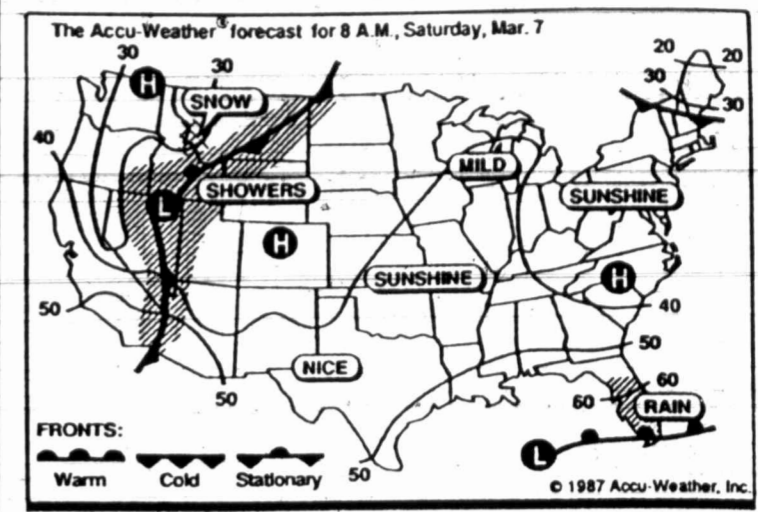 The Accu-Weather® forecast for 8 A.M., Saturday, Mar. 7
30
30
20
20
H
SNOW
30
30
40
MILD
SHOWERS
SUNSHINE
L
H
SUNSHINE
H
50
40
50
NICE
60
50
60
RAIN
FRONTS:
L
Warm Cold Stationary
50
© 1987 Accu-Weather, Inc.